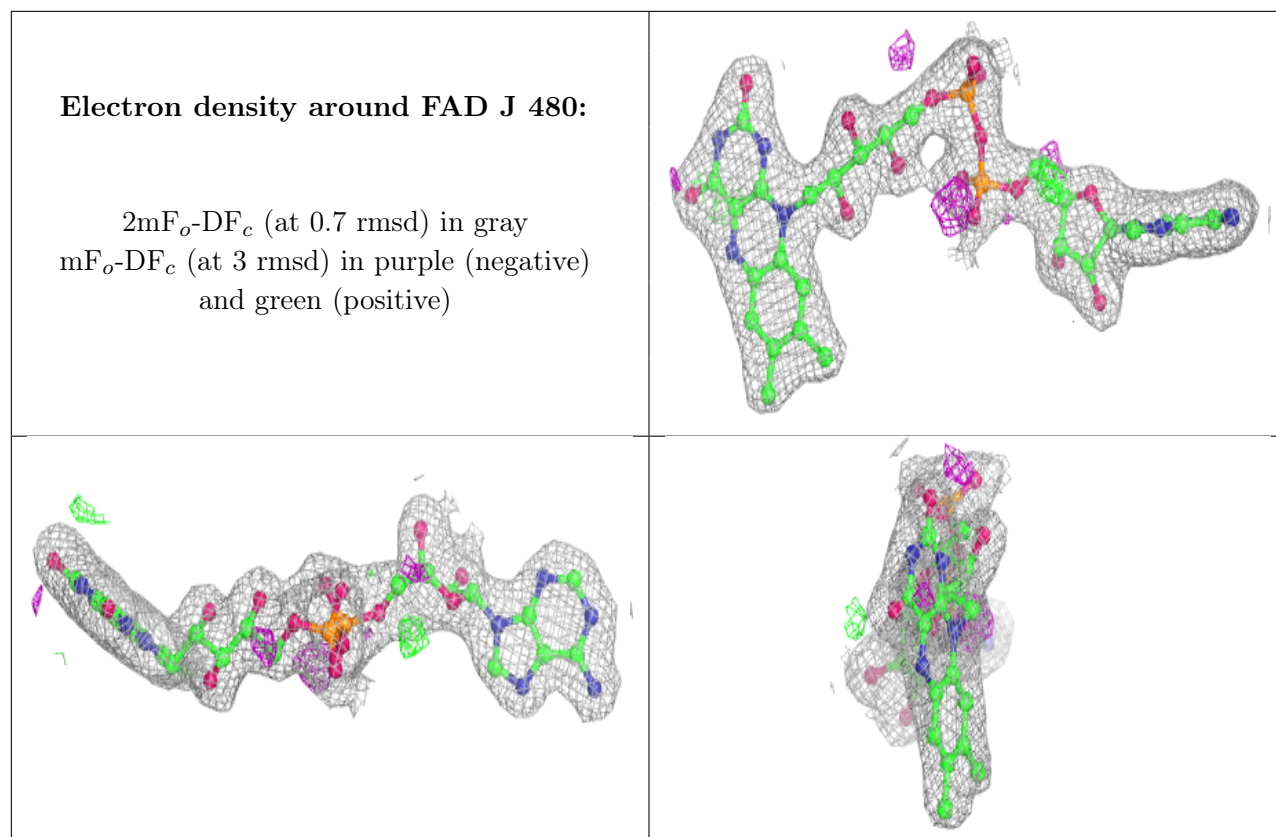 Electron density around FAD J 480:
2mFₒ-DF𝒸 (at 0.7 rmsd) in gray
mFₒ-DF𝒸 (at 3 rmsd) in purple (negative)
and green (positive)